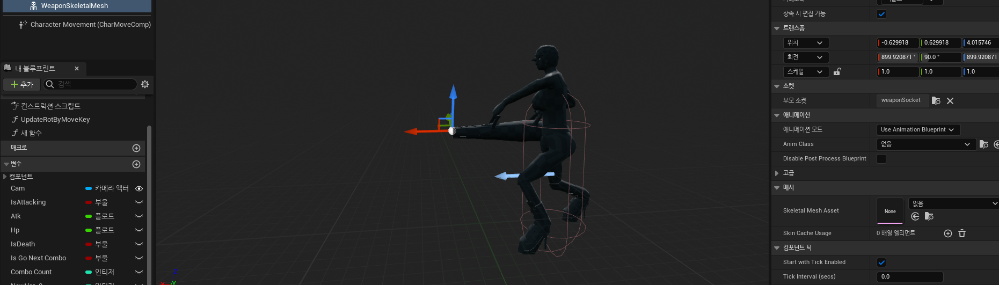 WeaponSkeletalMesh
Character Movement (CharMoveComp)
내 블루프린트
추가
검색
컨스트럭션 스크립트
UpdateRotByMoveKey
새 함수
매크로
변수
컴포넌트
Cam 카메라 액터
IsAttacking 부울
Atk 플로트
Hp 플로트
IsDeath 부울
Is Go Next Combo 부울
Combo Count 인티저
상속 시 편집 가능
트랜스폼
위치 -0.629918 0.629918 4.015746
회전 899.920871 ° 90.0 ° 899.920871
스케일 1.0 1.0 1.0
소켓
부모 소켓 weaponSocket
애니메이션
애니메이션 모드 Use Animation Blueprint
Anim Class 없음
Disable Post Process Blueprint
고급
메시
Skeletal Mesh Asset None 없음
Skin Cache Usage 0 배열 엘리먼트
컴포넌트 틱
Start with Tick Enabled
Tick Interval (secs) 0.0